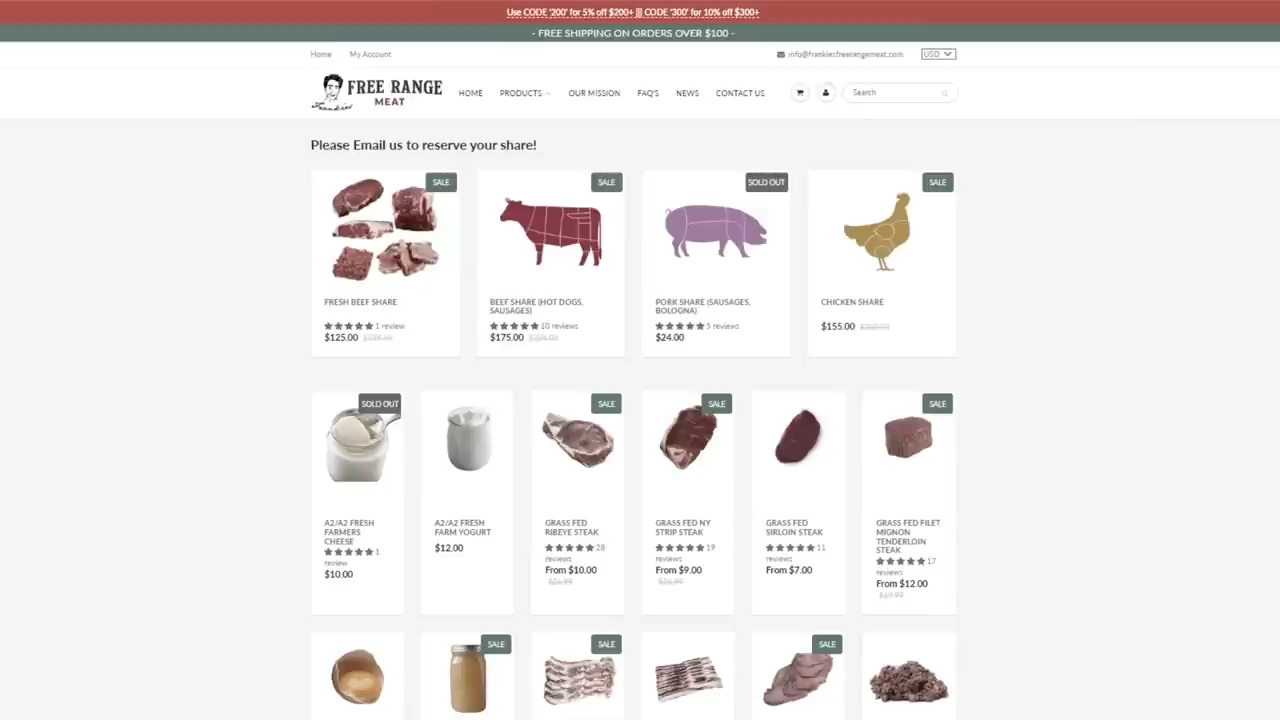 Use CODE '200' for 5% off $200+ ||| CODE '300' for 10% off $300+
- FREE SHIPPING ON ORDERS OVER $100 -
Home My Account info@frankiesfreerangemeat.com USD
FREE RANGE
MEAT
Frankies
HOME PRODUCTS OUR MISSION FAQ'S NEWS CONTACT US Search
Please Email us to reserve your share!
SALE SALE SOLD OUT SALE
FRESH BEEF SHARE
1 review
$125.00
BEEF SHARE (HOT DOGS,
SAUSAGES)
10 reviews
$175.00
PORK SHARE (SAUSAGES,
BOLOGNA)
5 reviews
$24.00
CHICKEN SHARE
$155.00
SOLD OUT SALE SALE SALE
A2/A2 FRESH
FARMERS
CHEESE
1
review
$10.00
A2/A2 FRESH
FARM YOGURT
$12.00
GRASS FED
RIBEYE STEAK
28
reviews
From $10.00
$26.99
GRASS FED NY
STRIP STEAK
19
reviews
From $9.00
$26.99
GRASS FED
SIRLOIN STEAK
11
reviews
From $7.00
GRASS FED FILET
MIGNON
TENDERLOIN
STEAK
17
reviews
From $12.00
$19.99
SALE SALE SALE